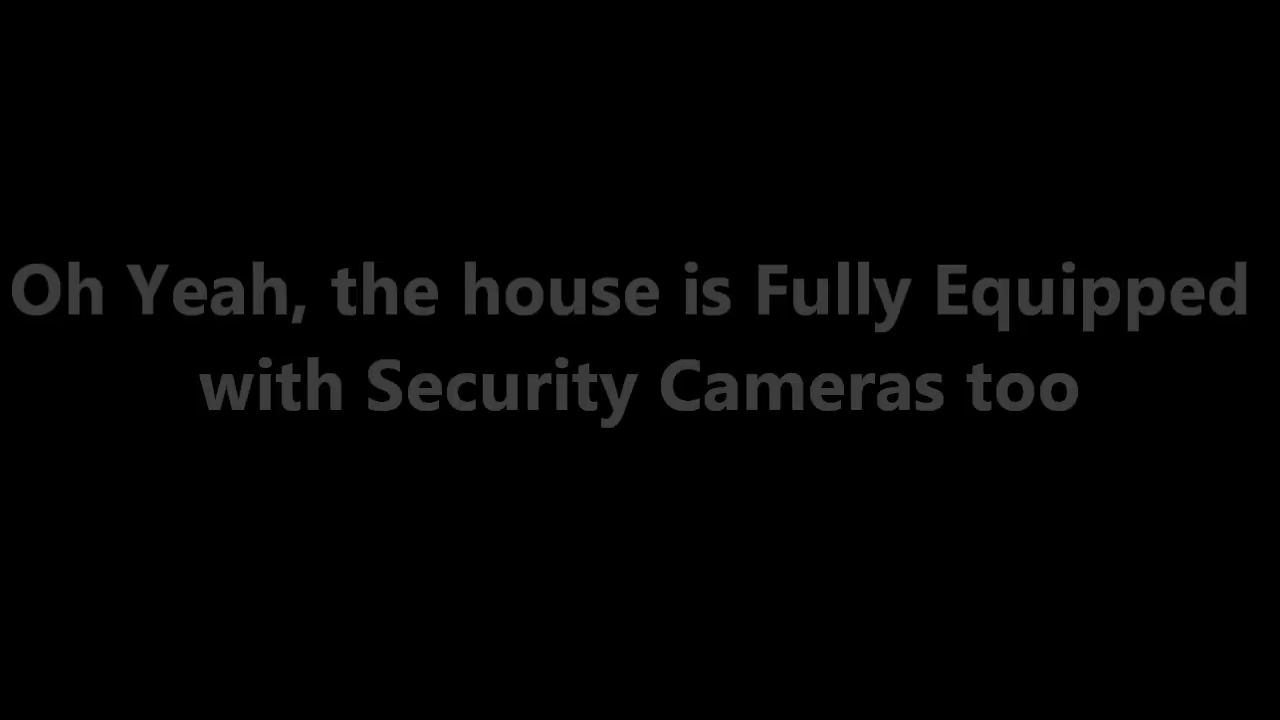 Oh Yeah, the house is Fully Equipped
with Security Cameras too